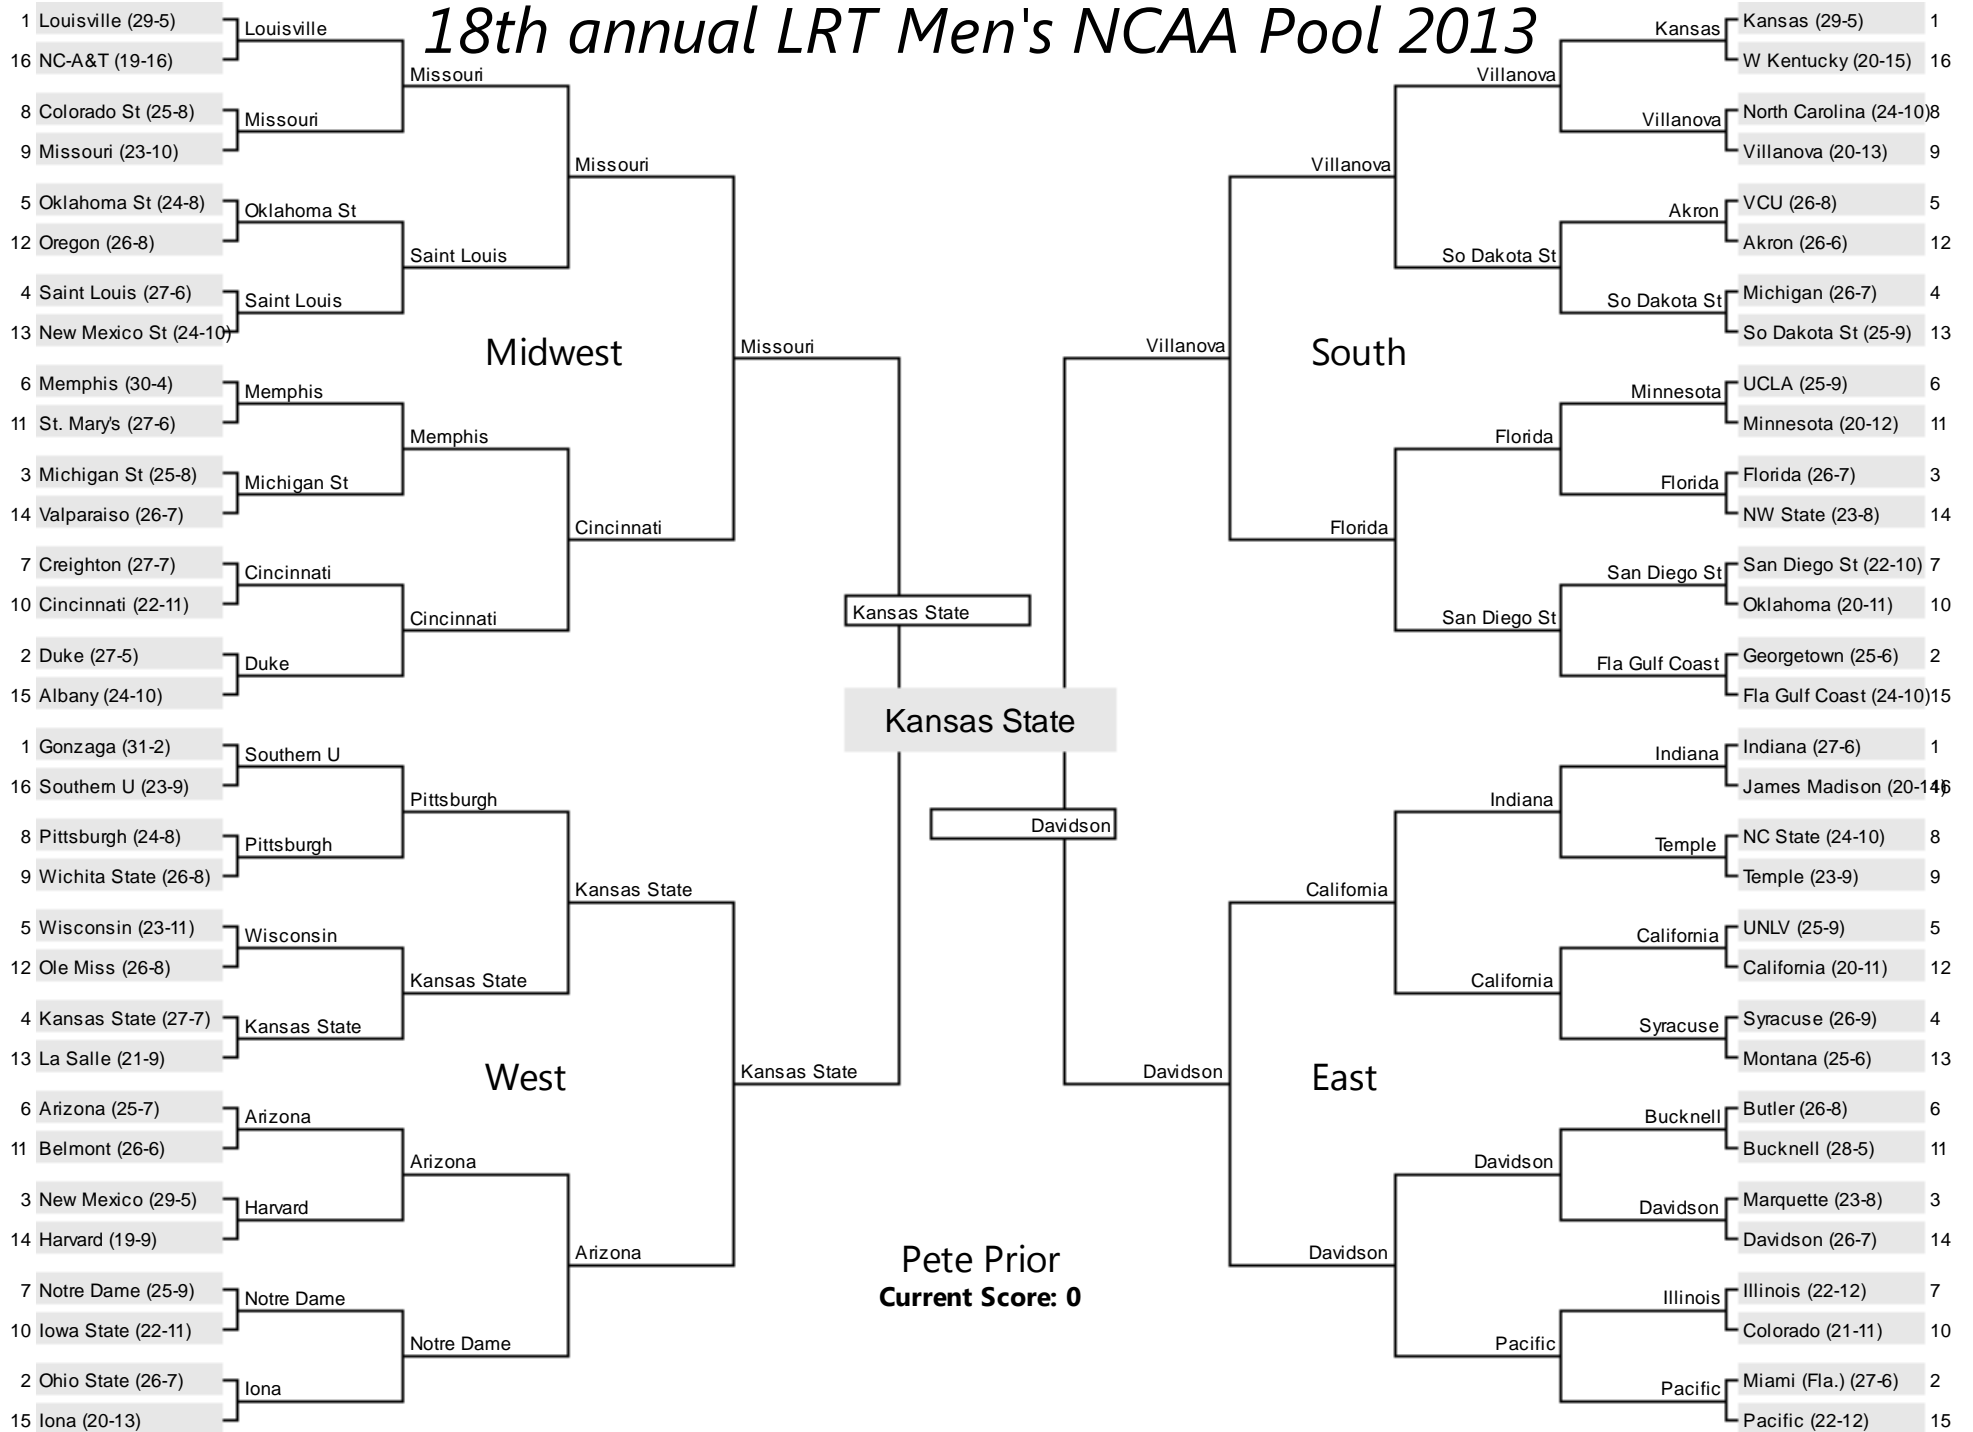 18th annual LRT Men's NCAA Pool 2013
1 Louisville (29-5)
16 NC-A&T (19-16)
8 Colorado St (25-8)
9 Missouri (23-10)
5 Oklahoma St (24-8)
12 Oregon (26-8)
4 Saint Louis (27-6)
13 New Mexico St (24-10)
6 Memphis (30-4)
11 St. Mary's (27-6)
3 Michigan St (25-8)
14 Valparaiso (26-7)
7 Creighton (27-7)
10 Cincinnati (22-11)
2 Duke (27-5)
15 Albany (24-10)
Louisville
Missouri
Oklahoma St
Saint Louis
Memphis
Michigan St
Cincinnati
Duke
Missouri
Saint Louis
Memphis
Cincinnati
Missouri
Cincinnati
Midwest
Missouri
1 Gonzaga (31-2)
16 Southern U (23-9)
8 Pittsburgh (24-8)
9 Wichita State (26-8)
5 Wisconsin (23-11)
12 Ole Miss (26-8)
4 Kansas State (27-7)
13 La Salle (21-9)
6 Arizona (25-7)
11 Belmont (26-6)
3 New Mexico (29-5)
14 Harvard (19-9)
7 Notre Dame (25-9)
10 Iowa State (22-11)
2 Ohio State (26-7)
15 Iona (20-13)
Southern U
Pittsburgh
Wisconsin
Kansas State
Arizona
Harvard
Notre Dame
Iona
Pittsburgh
Kansas State
Arizona
Notre Dame
Kansas State
Arizona
West
Kansas State
Kansas State
Kansas State
Davidson
Pete Prior
Current Score: 0
Villanova
South
Villanova
Florida
Villanova
So Dakota St
Florida
San Diego St
Kansas
Villanova
Akron
So Dakota St
Minnesota
Florida
San Diego St
Fla Gulf Coast
Kansas (29-5) 1
W Kentucky (20-15) 16
North Carolina (24-10) 8
Villanova (20-13) 9
VCU (26-8) 5
Akron (26-6) 12
Michigan (26-7) 4
So Dakota St (25-9) 13
UCLA (25-9) 6
Minnesota (20-12) 11
Florida (26-7) 3
NW State (23-8) 14
San Diego St (22-10) 7
Oklahoma (20-11) 10
Georgetown (25-6) 2
Fla Gulf Coast (24-10) 15
Davidson
East
California
Davidson
Indiana
California
Davidson
Pacific
Indiana
Temple
California
Syracuse
Bucknell
Davidson
Illinois
Pacific
Indiana (27-6) 1
James Madison (20-14) 16
NC State (24-10) 8
Temple (23-9) 9
UNLV (25-9) 5
California (20-11) 12
Syracuse (26-9) 4
Montana (25-6) 13
Butler (26-8) 6
Bucknell (28-5) 11
Marquette (23-8) 3
Davidson (26-7) 14
Illinois (22-12) 7
Colorado (21-11) 10
Miami (Fla.) (27-6) 2
Pacific (22-12) 15